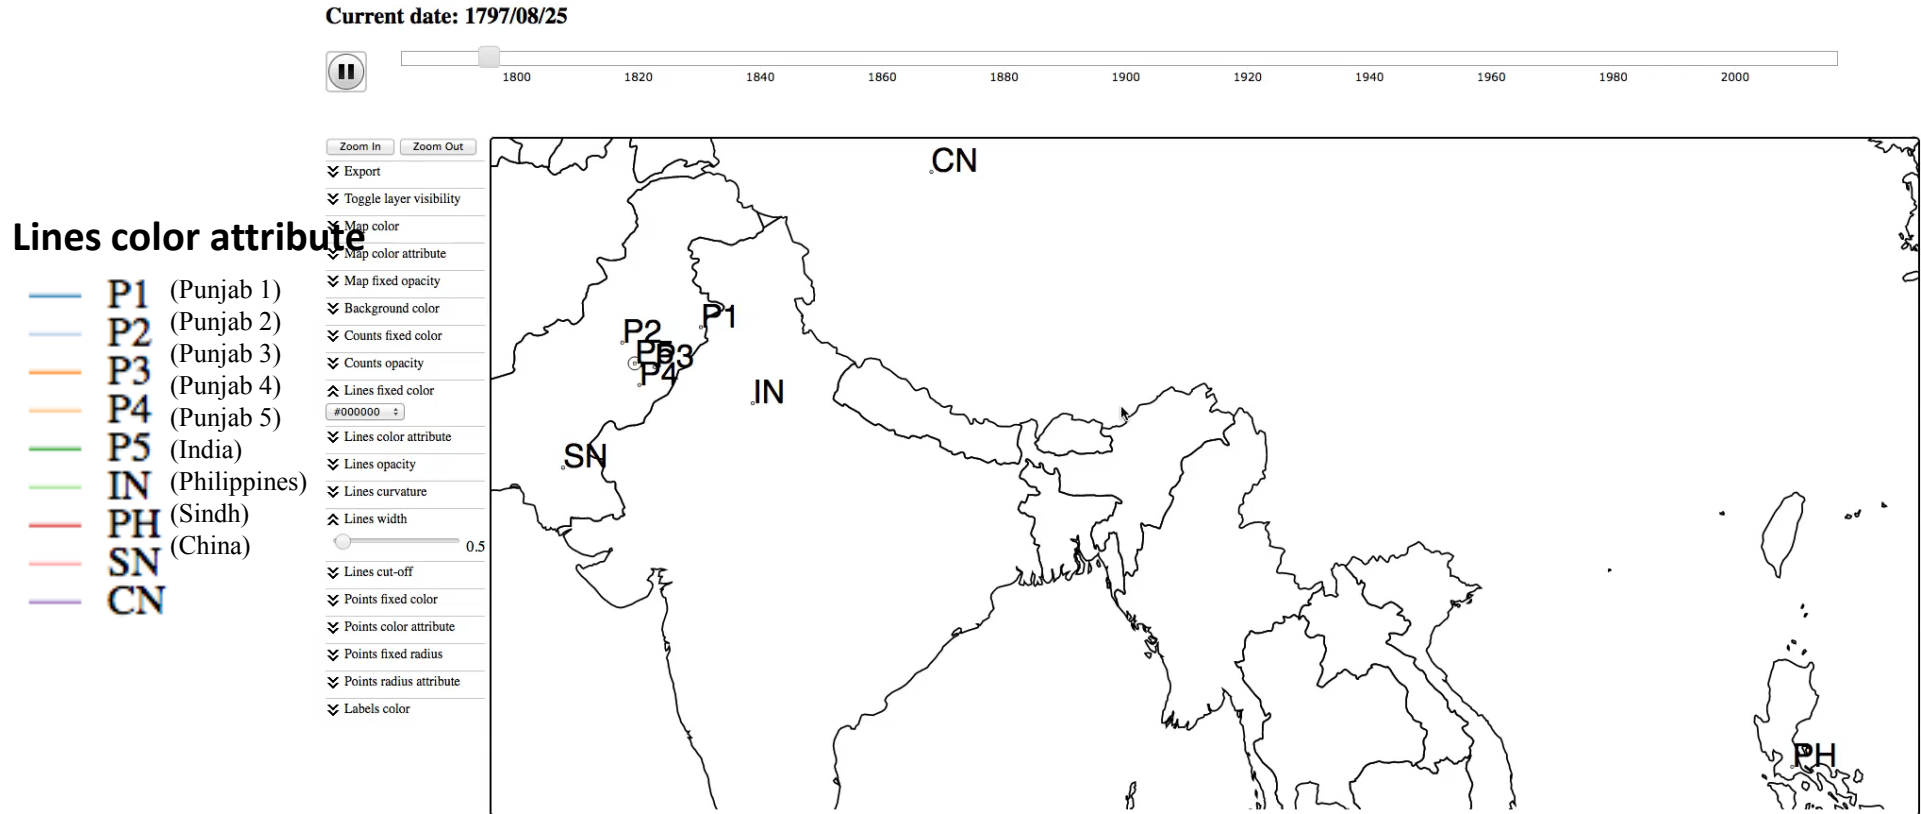 Current date: 1797/08/25
1800 1820 1840 1860 1880 1900 1920 1940 1960 1980 2000
Zoom In Zoom Out
Export
Toggle layer visibility
Map color
Map color attribute
Map fixed opacity
Background color
Counts fixed color
Counts opacity
Lines fixed color
#000000
Lines color attribute
Lines opacity
Lines curvature
Lines width
0.5
Lines cut-off
Points fixed color
Points color attribute
Points fixed radius
Points radius attribute
Labels color
Lines color attribute
P1 (Punjab 1)
P2 (Punjab 2)
P3 (Punjab 3)
P4 (Punjab 4)
P5 (Punjab 5)
IN (India)
PH (Philippines)
SN (Sindh)
CN (China)
CN
P1
P2
P5 P3
P4
IN
SN
PH